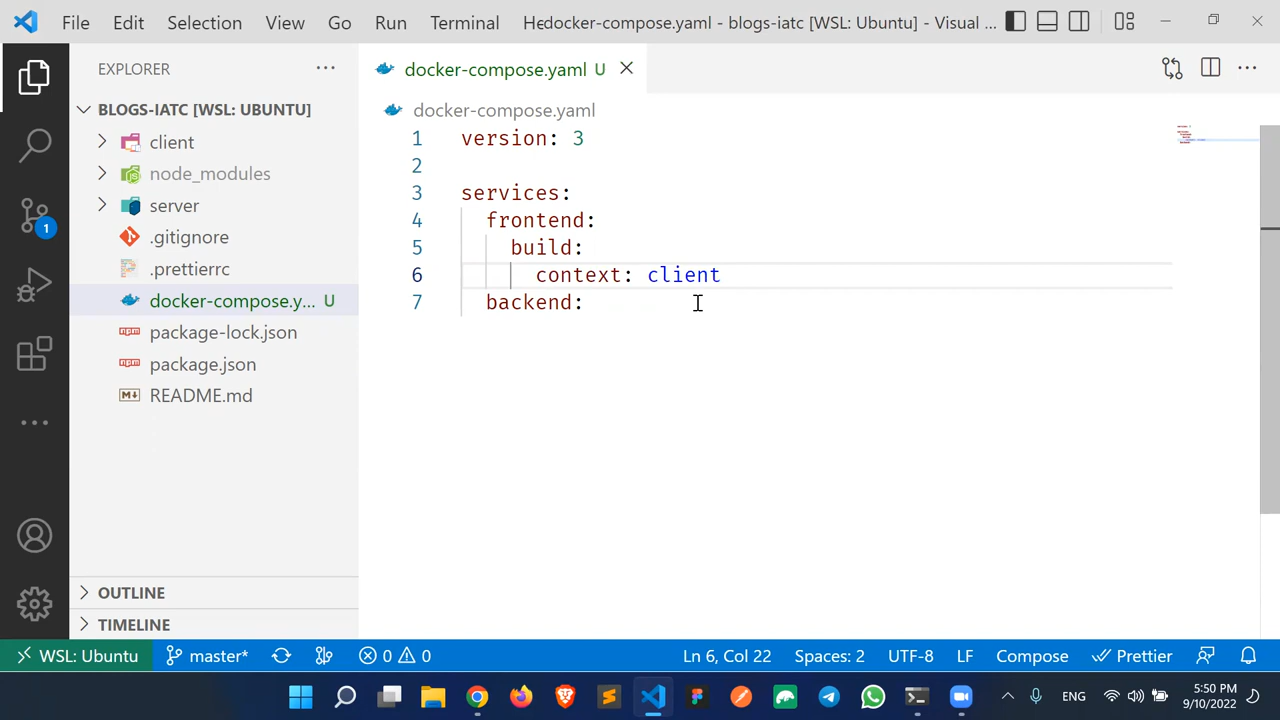 File Edit Selection View Go Run Terminal He docker-compose.yaml - blogs-iatc [WSL: Ubuntu] - Visual ...
EXPLORER
docker-compose.yaml U
BLOGS-IATC [WSL: UBUNTU]
client
node_modules
server
.gitignore
.prettierrc
docker-compose.y... U
package-lock.json
package.json
README.md
OUTLINE
TIMELINE
1
docker-compose.yaml
1 version: 3
2
3 services:
4 frontend:
5 build:
6 context: client
7 backend:
WSL: Ubuntu master* 0 0 Ln 6, Col 22 Spaces: 2 UTF-8 LF Compose Prettier
ENG 5:50 PM
9/10/2022